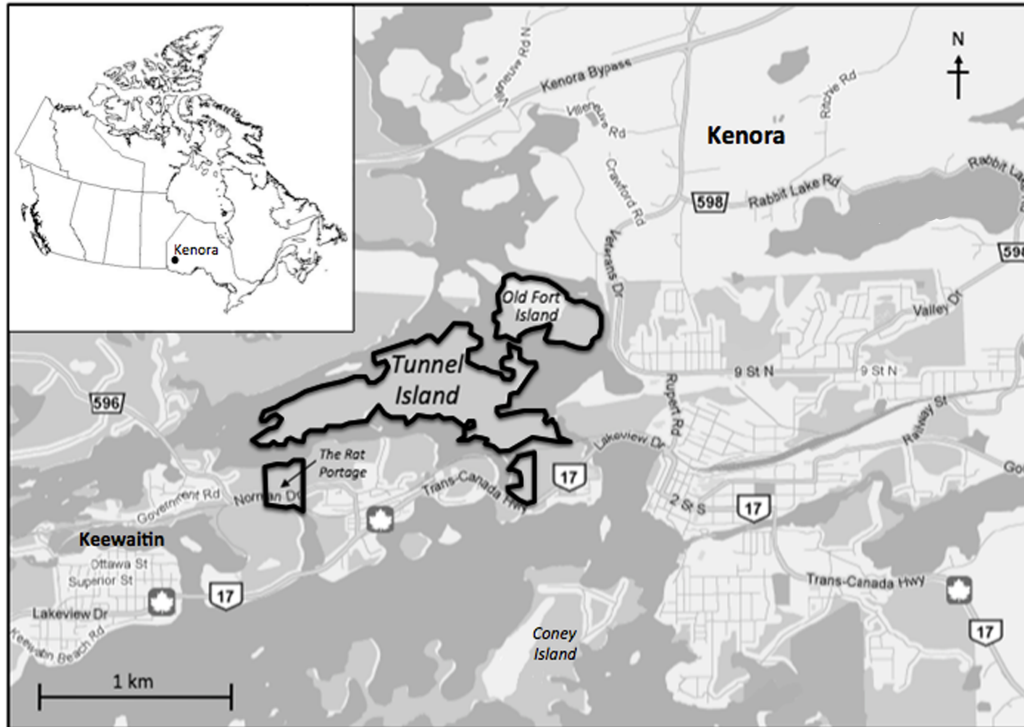 Kenora
Villeneuve Rd N
Kenora Bypass
Villeneuve Rd
Ritchie Rd
N
Kenora
Crawford Rd
598
Rabbit Lake Rd
Rabbit Lake
Veterans Dr
598
Old Fort
Island
Valley Dr
Tunnel
Island
9 St N
9 St N
596
Rupert Rd
Railway St
Lakeview Dr
The Rat
Portage
Trans-Canada Hwy
17
Norman Dr
Government Rd
2 St S
17
Keewaitin
Ottawa St
Superior St
17
Trans-Canada Hwy
Lakeview Dr
Keewatin Beach Rd
Coney
Island
17
1 km